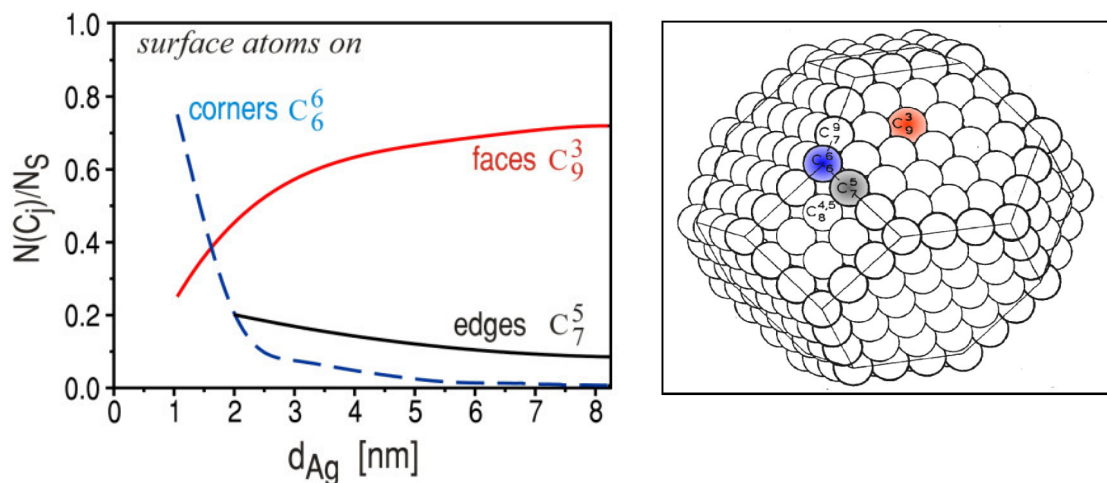 surface atoms on
corners C₆⁶
faces C₉³
edges C₇⁵
N(Cⱼ)/Nₛ
1.0
0.8
0.6
0.4
0.2
0.0
0 1 2 3 4 5 6 7 8
d_Ag [nm]
C₇⁹
C₉³
C₆⁶
C₇⁵
C₈⁴,⁵